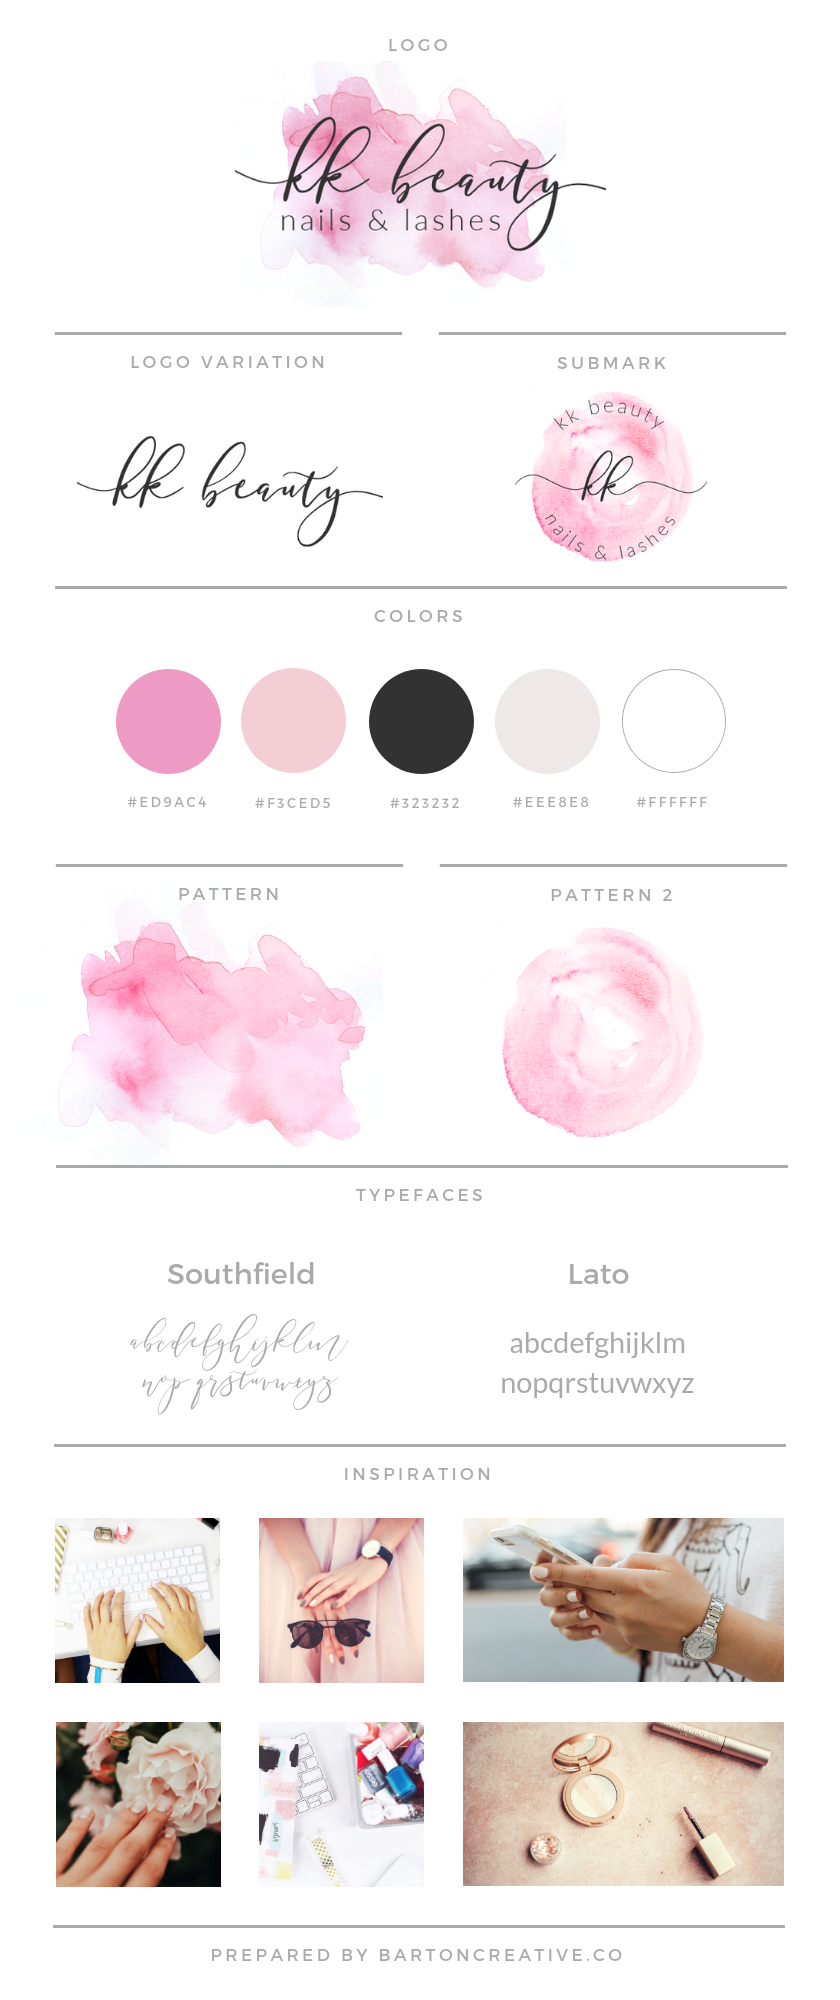 LOGO
kk beauty
nails & lashes
LOGO VARIATION
SUBMARK
kk beauty
kk beauty
kk
nails & lashes
COLORS
#ED9AC4
#F3CED5
#323232
#EEE8E8
#FFFFFF
PATTERN
PATTERN 2
TYPEFACES
Southfield
Lato
abcdefghijklm
nopqrstuvwxyz
abcdefghijklm
nopqrstuvwxyz
INSPIRATION
PREPARED BY BARTONCREATIVE.CO